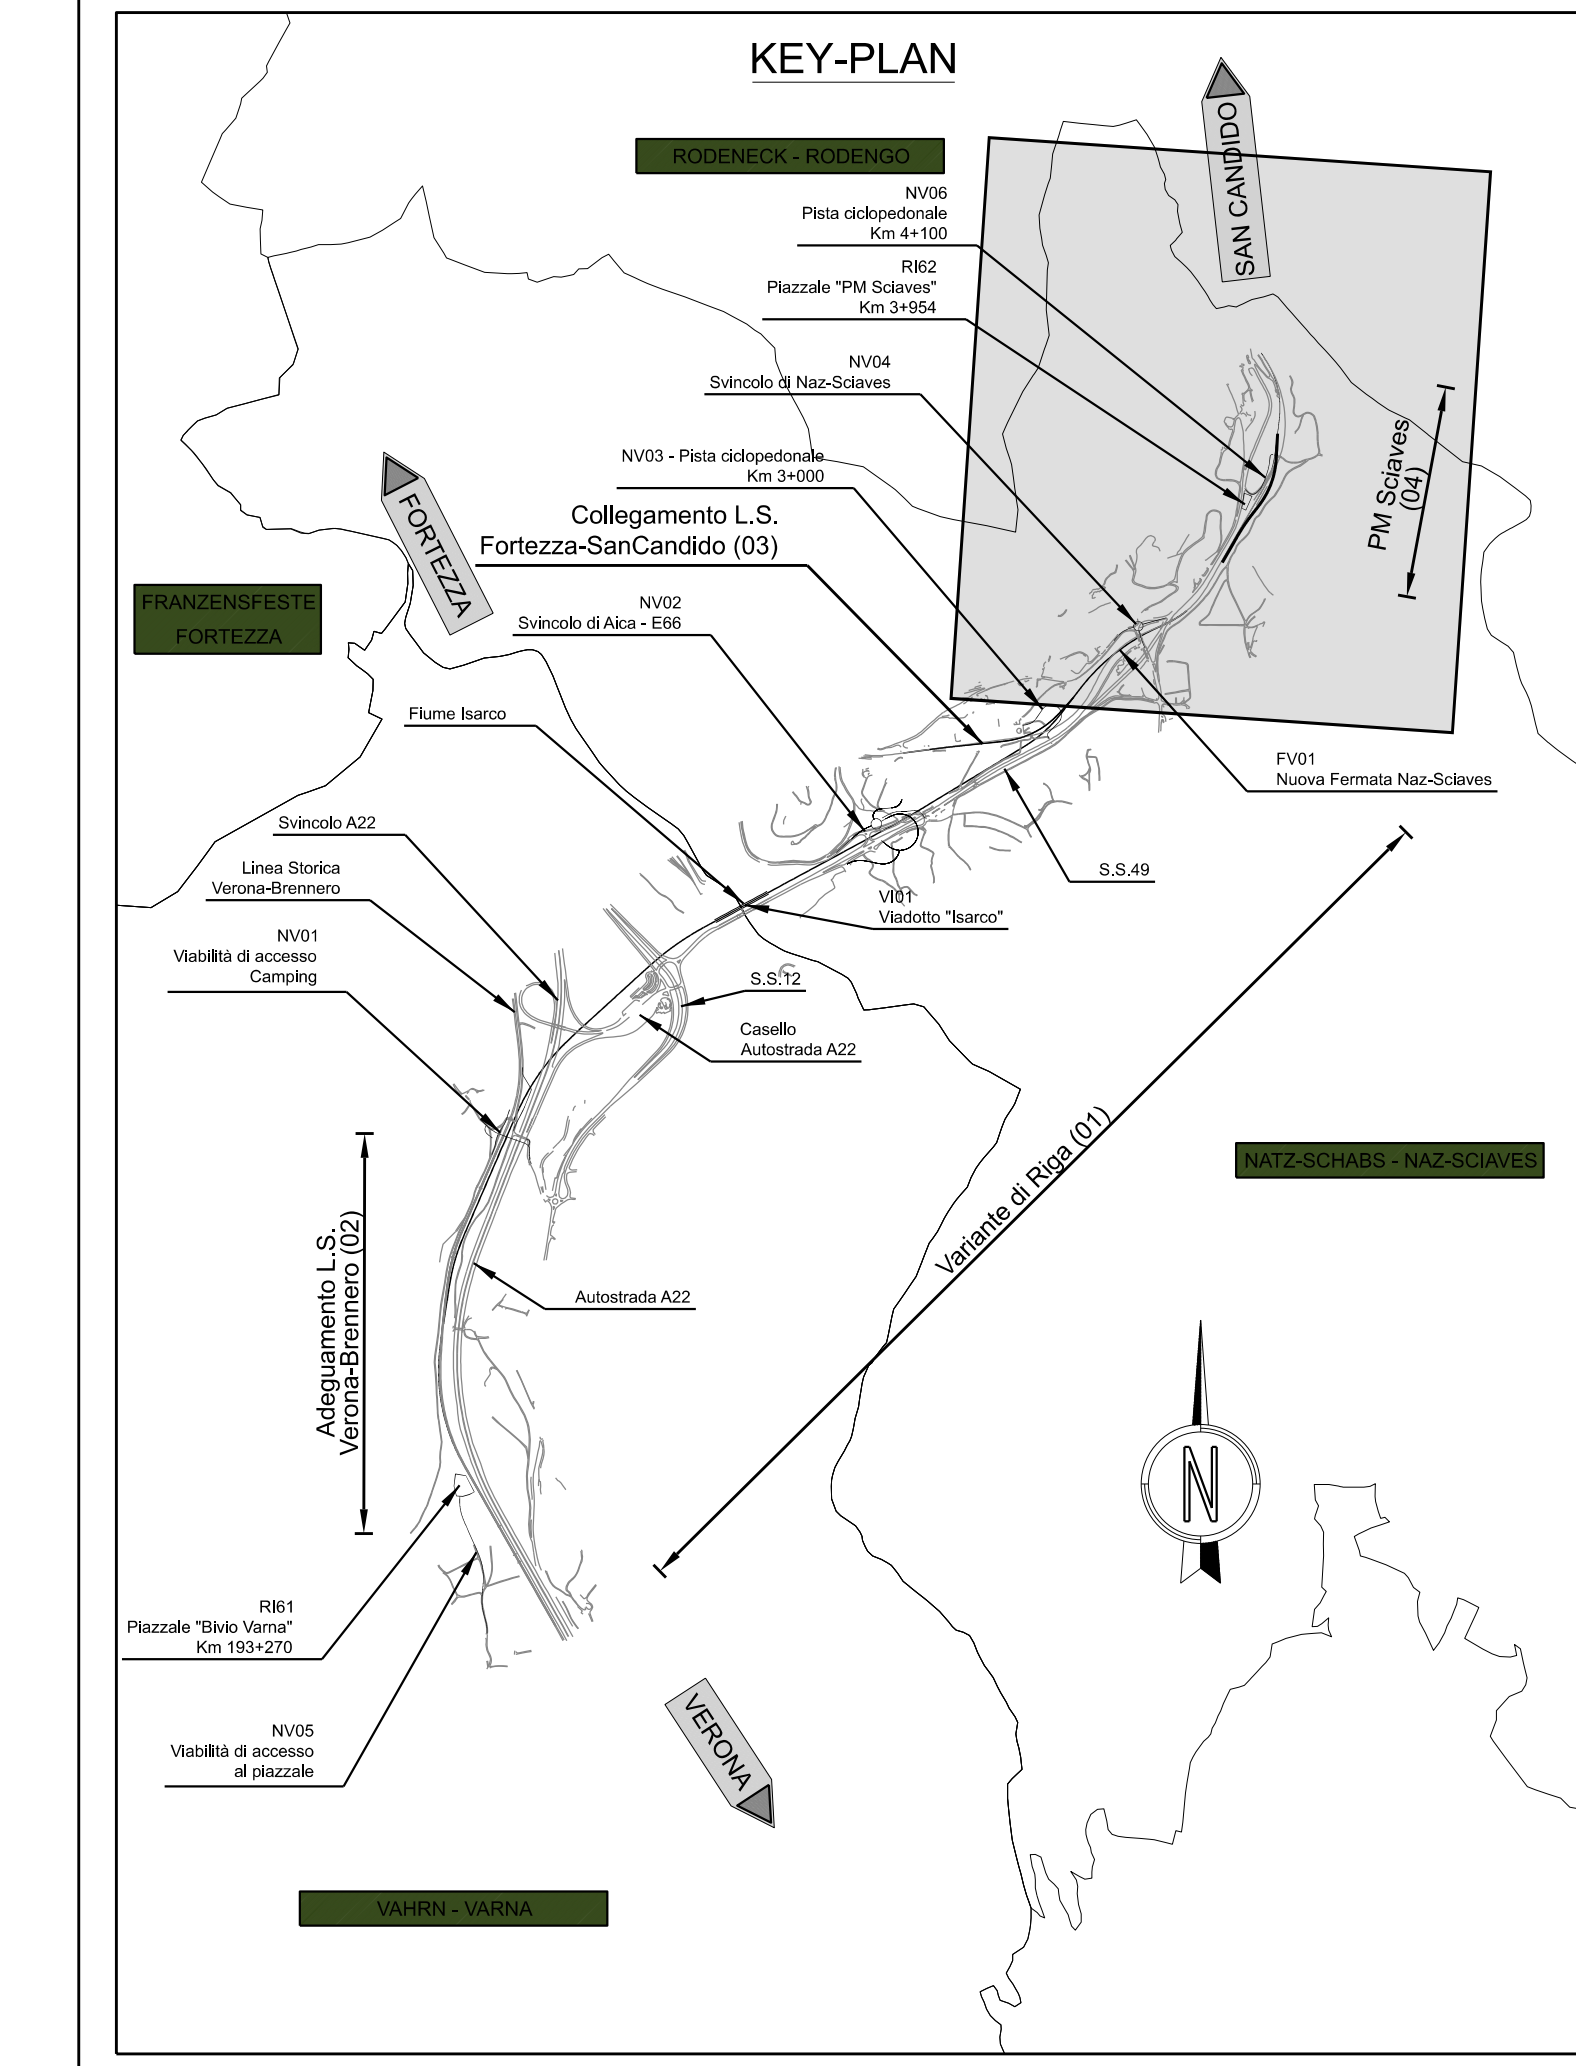 KEY-PLAN
SAN CANDIDO
RODENECK - RODENGO
NV06
Pista ciclopedonale
Km 4+100
RI62
Piazzale "PM Sciaves"
Km 3+954
NV04
Svincolo di Naz-Sciaves
NV03 - Pista ciclopedonale
Km 3+000
PM Sciaves
(04)
Collegamento L.S.
Fortezza-SanCandido (03)
FORTEZZA
FRANZENSFESTE
FORTEZZA
NV02
Svincolo di Aica - E66
Fiume Isarco
FV01
Nuova Fermata Naz-Sciaves
Svincolo A22
Linea Storica
Verona-Brennero
S.S.49
VI01
Viadotto "Isarco"
NV01
Viabilità di accesso
Camping
S.S.12
Casello
Autostrada A22
Variante di Riga (01)
NATZ-SCHABS - NAZ-SCIAVES
Adeguamento L.S.
Verona-Brennero (02)
Autostrada A22
N
RI61
Piazzale "Bivio Varna"
Km 193+270
NV05
Viabilità di accesso
al piazzale
VERONA
VAHRN - VARNA